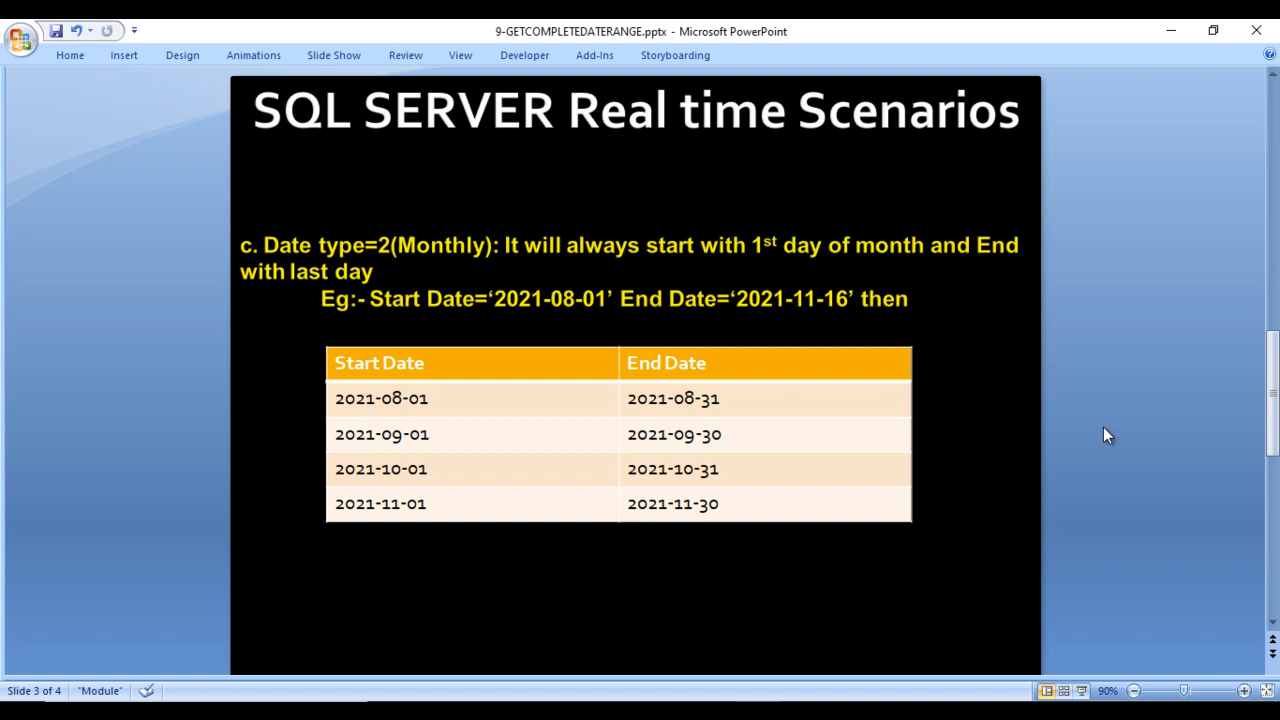 9-GETCOMPLETEDATERANGE.pptx - Microsoft PowerPoint
Home Insert Design Animations Slide Show Review View Developer Add-Ins Storyboarding
SQL SERVER Real time Scenarios
c. Date type=2(Monthly): It will always start with 1st day of month and End
with last day
Eg:- Start Date=‘2021-08-01’ End Date=‘2021-11-16’ then
Start Date End Date
2021-08-01 2021-08-31
2021-09-01 2021-09-30
2021-10-01 2021-10-31
2021-11-01 2021-11-30
Slide 3 of 4 "Module" 90%